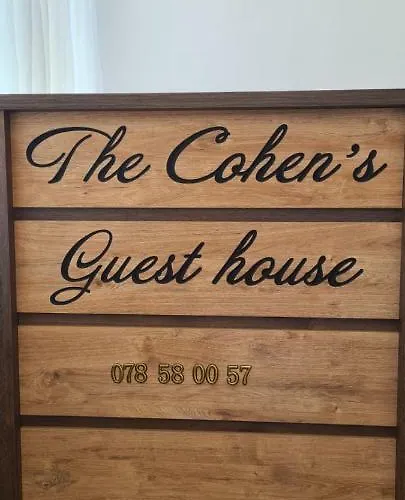 The Cohen's
Guest house
078 58 00 57